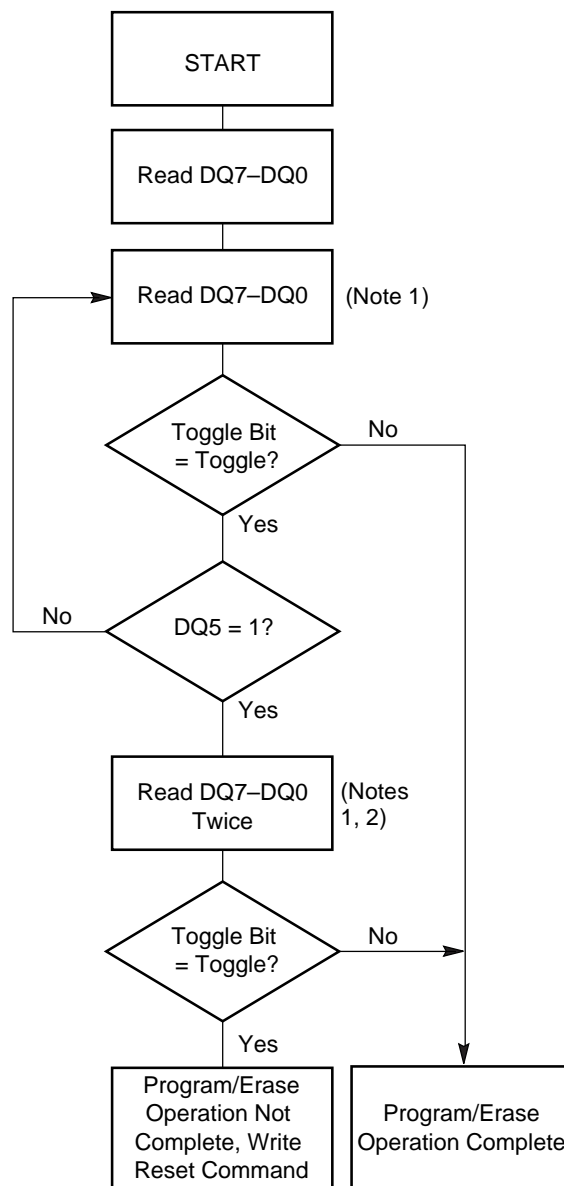 START
Read DQ7–DQ0
Read DQ7–DQ0
(Note 1)
Toggle Bit
= Toggle?
No
Yes
DQ5 = 1?
No
Yes
Read DQ7–DQ0
Twice
(Notes
1, 2)
Toggle Bit
= Toggle?
No
Yes
Program/Erase
Operation Not
Complete, Write
Reset Command
Program/Erase
Operation Complete